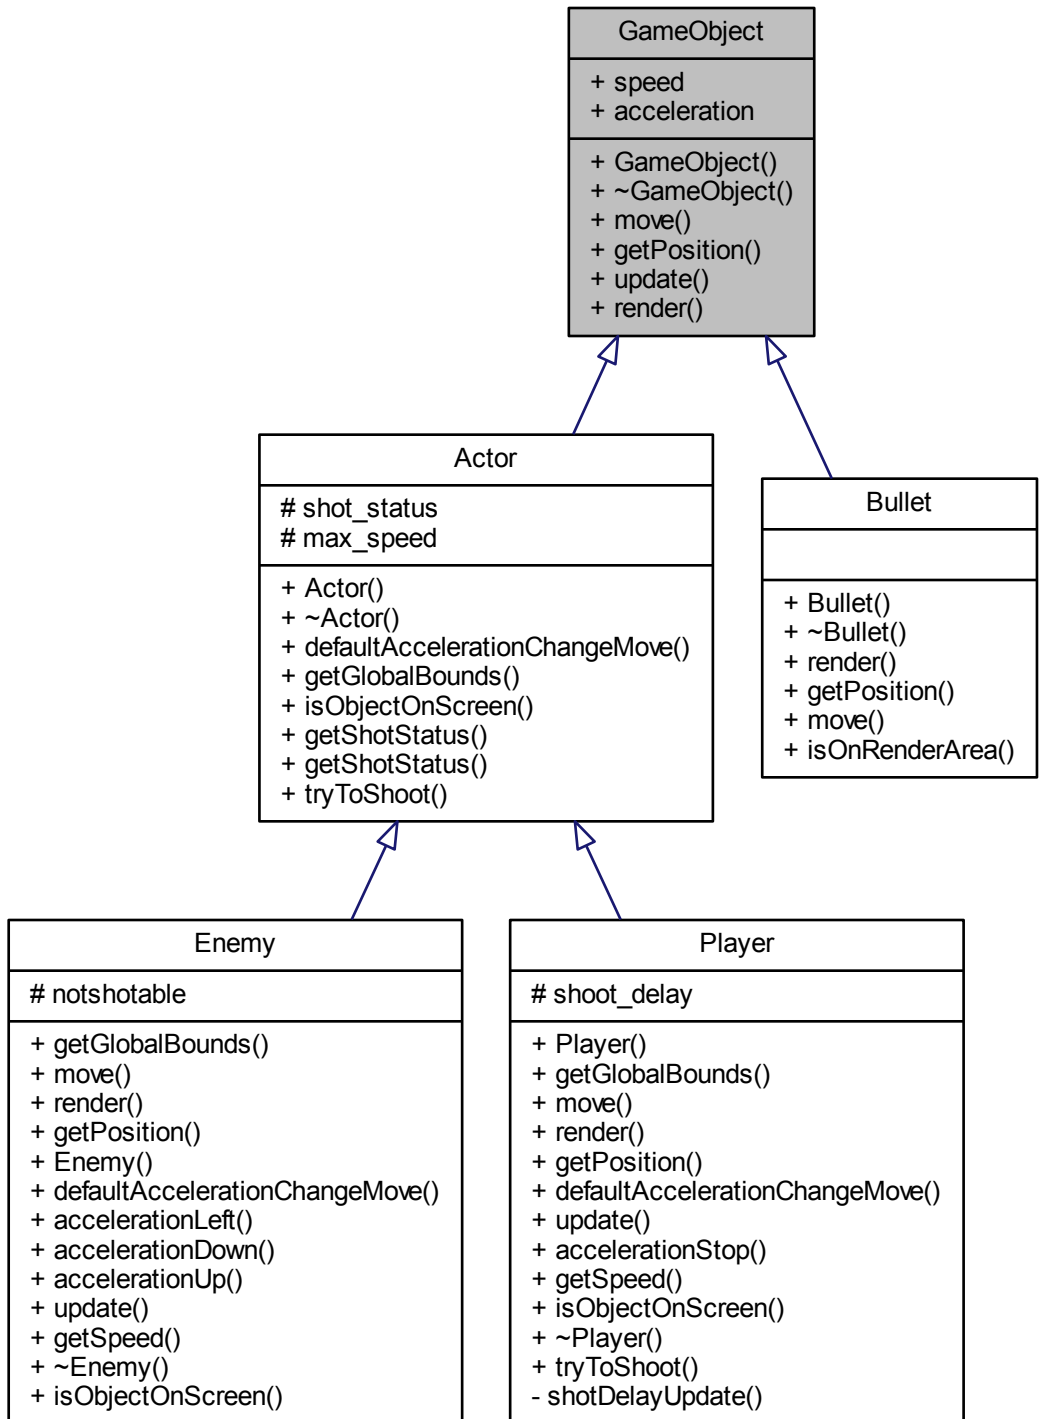 GameObject
+ speed
+ acceleration
+ GameObject()
+ ~GameObject()
+ move()
+ getPosition()
+ update()
+ render()
Actor
# shot_status
# max_speed
+ Actor()
+ ~Actor()
+ defaultAccelerationChangeMove()
+ getGlobalBounds()
+ isObjectOnScreen()
+ getShotStatus()
+ getShotStatus()
+ tryToShoot()
Bullet
+ Bullet()
+ ~Bullet()
+ render()
+ getPosition()
+ move()
+ isOnRenderArea()
Enemy
# notshotable
+ getGlobalBounds()
+ move()
+ render()
+ getPosition()
+ Enemy()
+ defaultAccelerationChangeMove()
+ accelerationLeft()
+ accelerationDown()
+ accelerationUp()
+ update()
+ getSpeed()
+ ~Enemy()
+ isObjectOnScreen()
Player
# shoot_delay
+ Player()
+ getGlobalBounds()
+ move()
+ render()
+ getPosition()
+ defaultAccelerationChangeMove()
+ update()
+ accelerationStop()
+ getSpeed()
+ isObjectOnScreen()
+ ~Player()
+ tryToShoot()
- shotDelayUpdate()